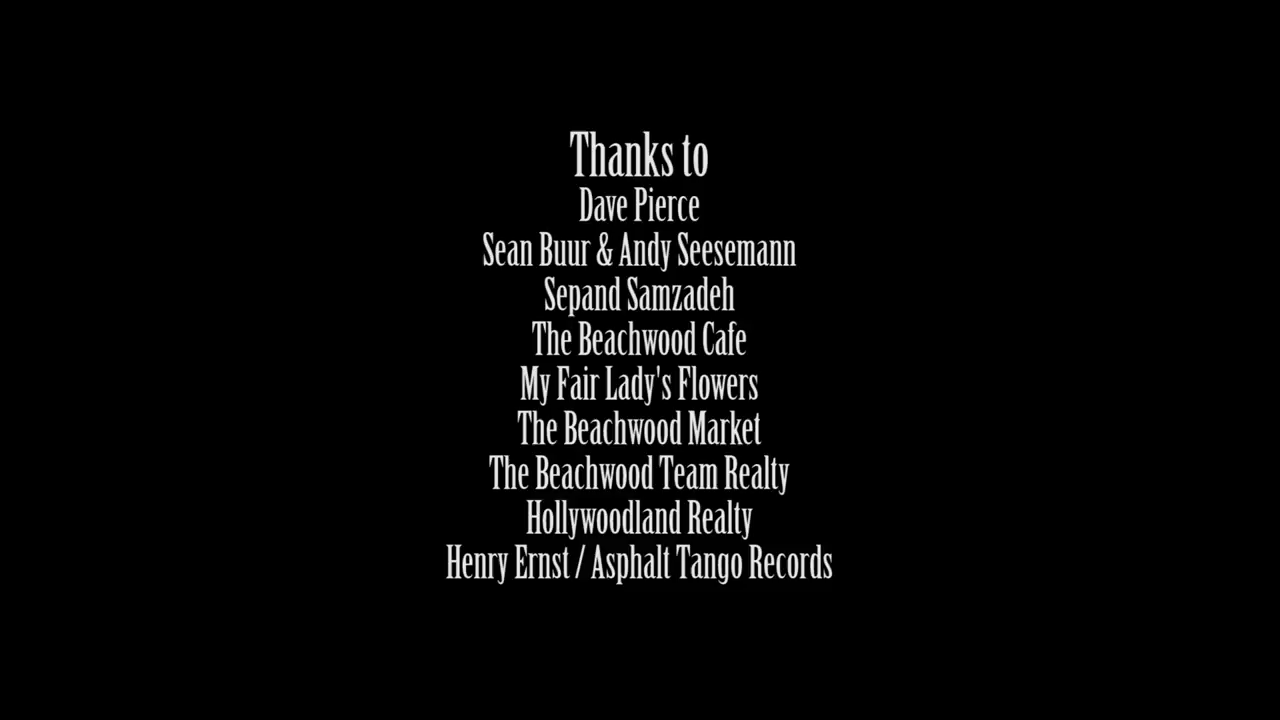 Thanks to
Dave Pierce
Sean Buur & Andy Seesemann
Sepand Samzadeh
The Beachwood Cafe
My Fair Lady's Flowers
The Beachwood Market
The Beachwood Team Realty
Hollywoodland Realty
Henry Ernst / Asphalt Tango Records